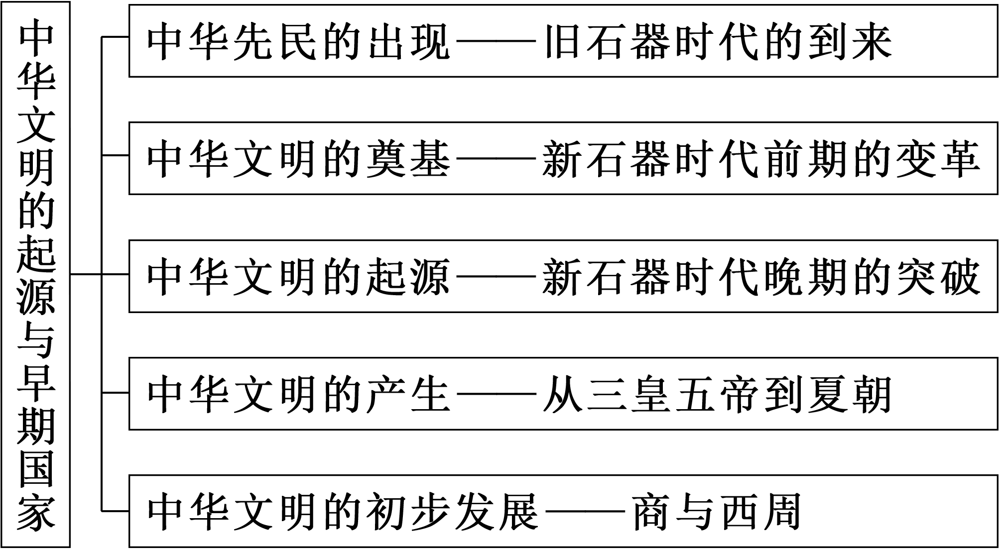 中华文明的起源与早期国家
中华先民的出现——旧石器时代的到来
中华文明的奠基——新石器时代前期的变革
中华文明的起源——新石器时代晚期的突破
中华文明的产生——从三皇五帝到夏朝
中华文明的初步发展——商与西周